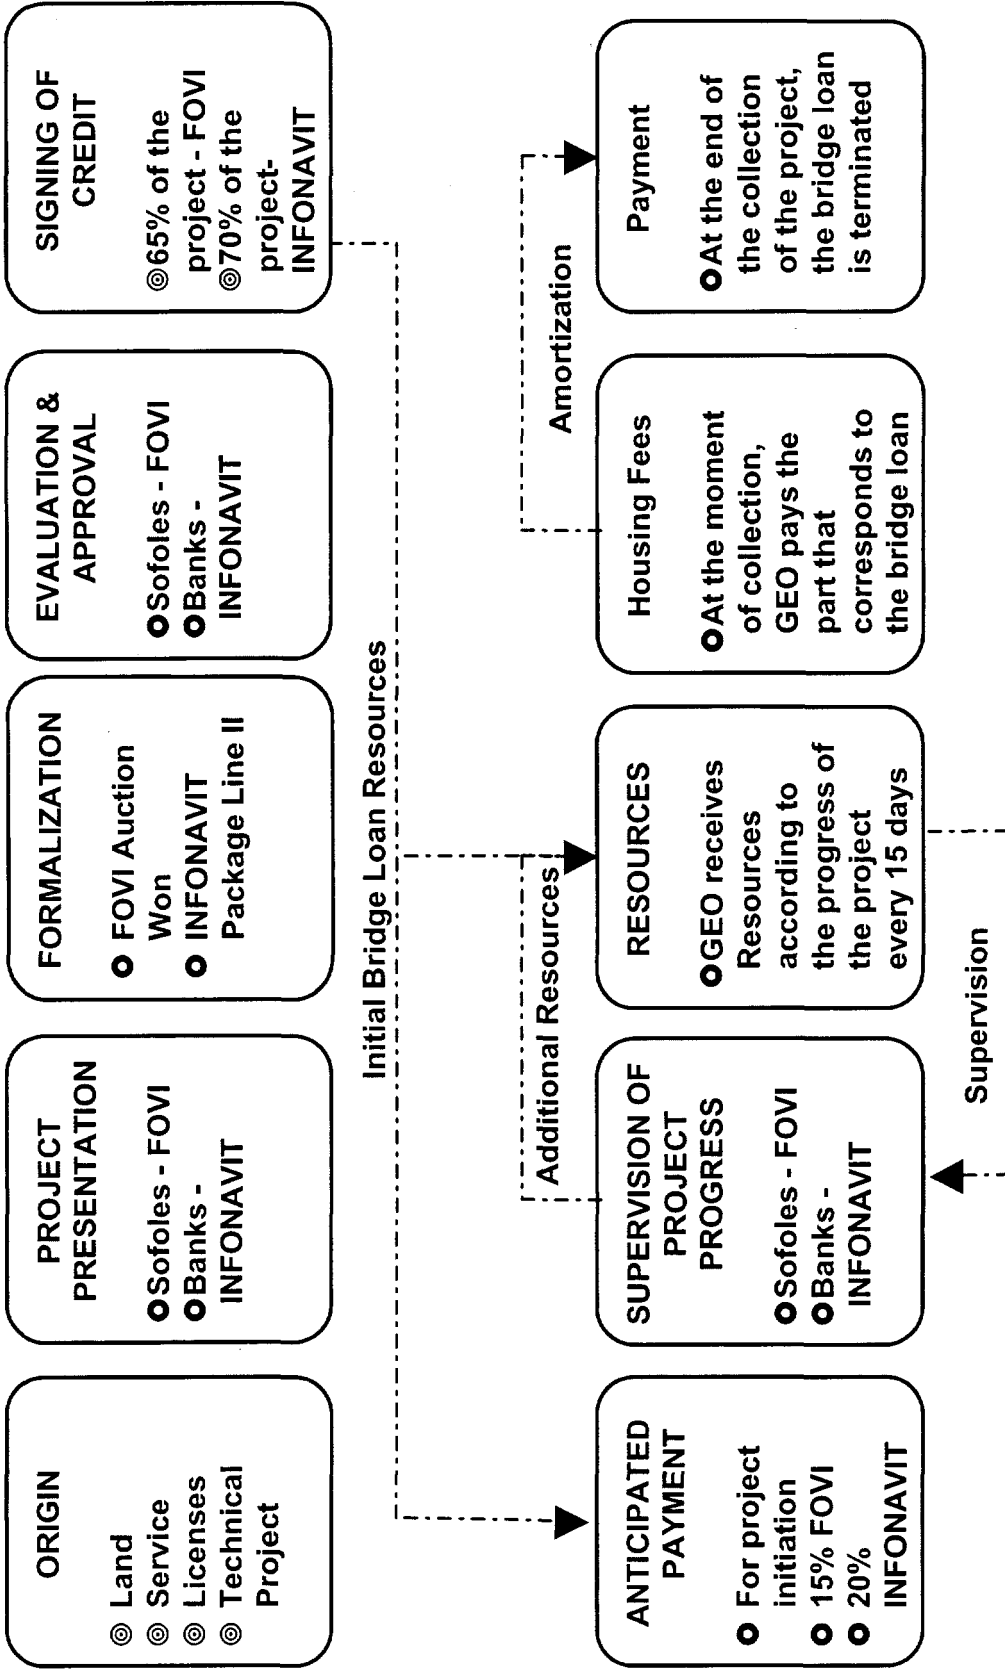 ORIGIN
◎ Land
◎ Service
◎ Licenses
◎ Technical
Project
PROJECT
PRESENTATION
Sofoles - FOVI
Banks -
INFONAVIT
FORMALIZATION
FOVI Auction
Won
INFONAVIT
Package Line II
EVALUATION &
APPROVAL
Sofoles - FOVI
Banks -
INFONAVIT
SIGNING OF
CREDIT
◎65% of the
project - FOVI
◎70% of the
project-
INFONAVIT
Initial Bridge Loan Resources
Additional Resources
Amortization
ANTICIPATED
PAYMENT
For project
initiation
15% FOVI
20%
INFONAVIT
SUPERVISION OF
PROJECT
PROGRESS
Sofoles - FOVI
Banks -
INFONAVIT
RESOURCES
GEO receives
Resources
according to
the progress of
the project
every 15 days
Housing Fees
At the moment
of collection,
GEO pays the
part that
corresponds to
the bridge loan
Payment
At the end of
the collection
of the project,
the bridge loan
is terminated
Supervision